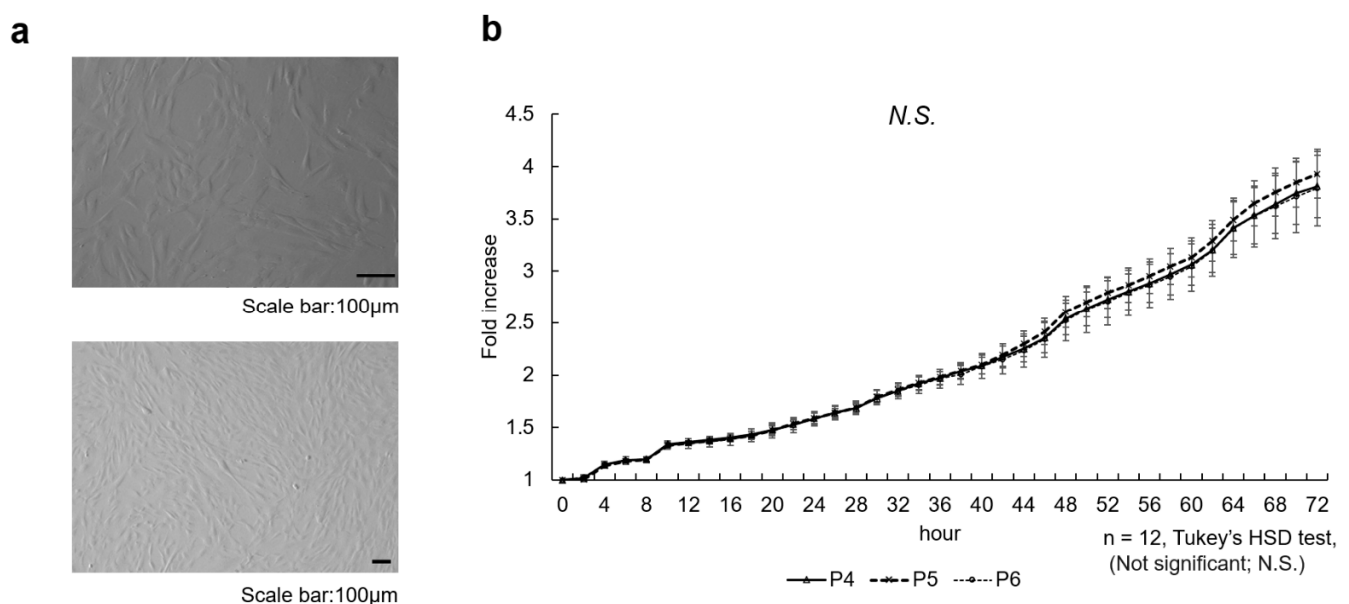 a
Scale bar:100μm
Scale bar:100μm
b
N.S.
Fold increase
4.5
4
3.5
3
2.5
2
1.5
1
0 4 8 12 16 20 24 28 32 36 40 44 48 52 56 60 64 68 72
hour
n = 12, Tukey's HSD test,
(Not significant; N.S.)
P4 P5 P6